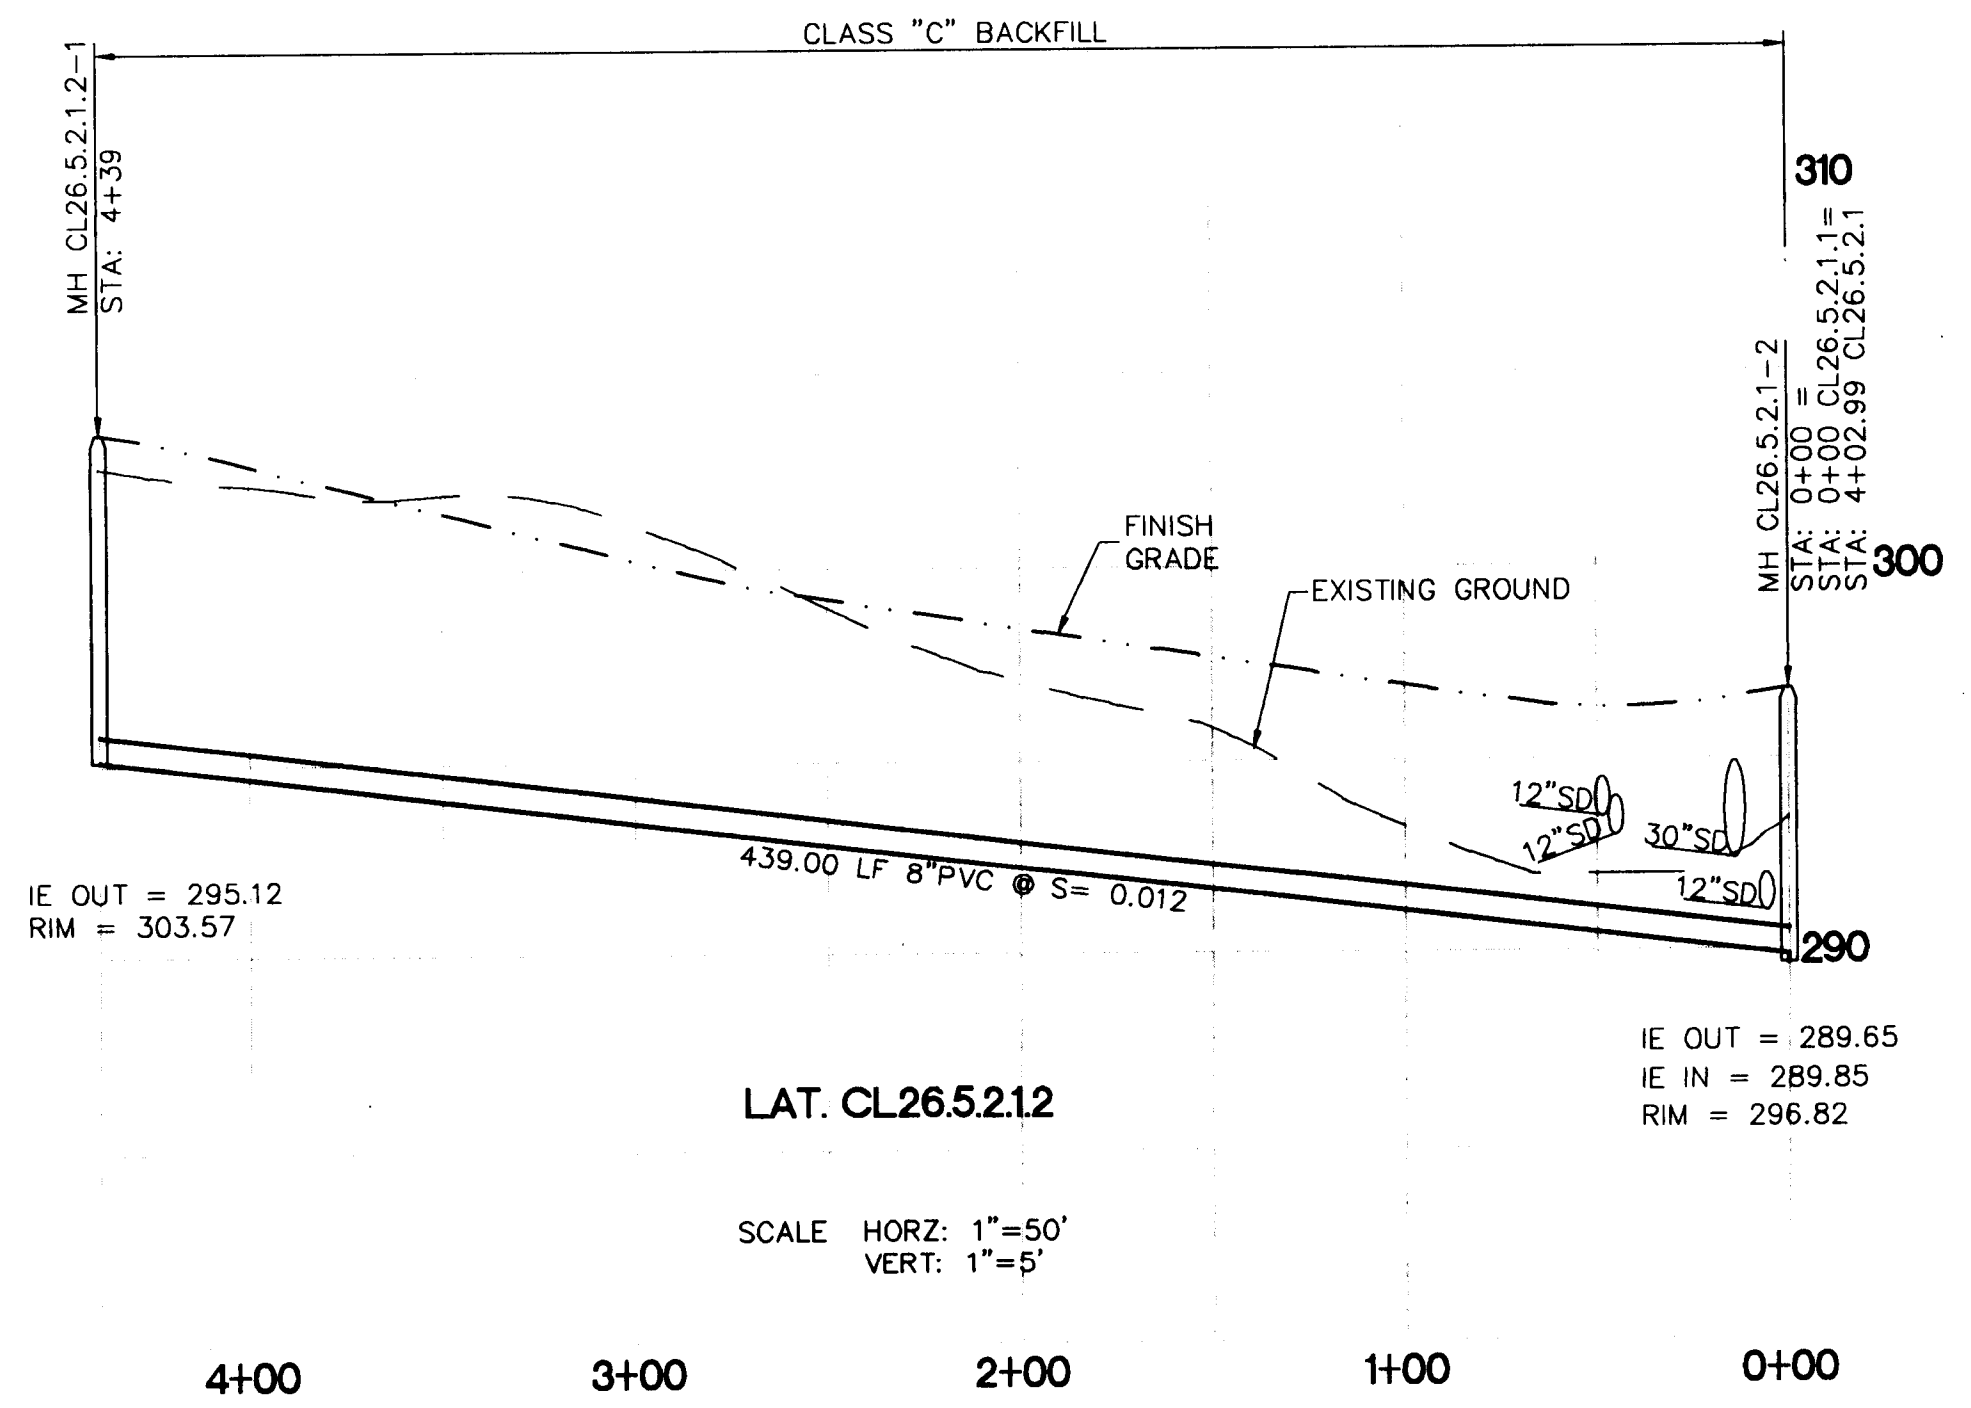 CLASS "C" BACKFILL
MH CL26.5.2.1.2-1
STA: 4+39
310
MH CL26.5.2.1-2
STA: 0+00 =
STA: 0+00 CL26.5.2.1.1=
STA: 4+02.99 CL26.5.2.1
300
FINISH
GRADE
EXISTING GROUND
12"SD
12"SD
30"SD
12"SD
439.00 LF 8"PVC @ S= 0.012
IE OUT = 295.12
RIM = 303.57
290
IE OUT = 289.65
IE IN = 289.85
RIM = 296.82
LAT. CL26.5.2.1.2
SCALE HORZ: 1"=50'
VERT: 1"=5'
4+00 3+00 2+00 1+00 0+00